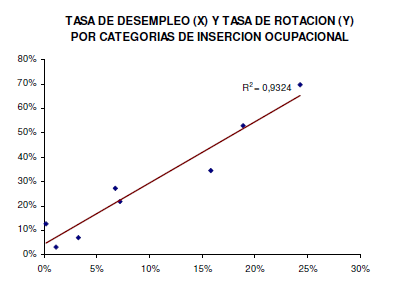 TASA DE DESEMPLEO (X) Y TASA DE ROTACION (Y)
POR CATEGORIAS DE INSERCION OCUPACIONAL
80%
70%
R² = 0,9324
60%
50%
40%
30%
20%
10%
0%
0% 5% 10% 15% 20% 25% 30%